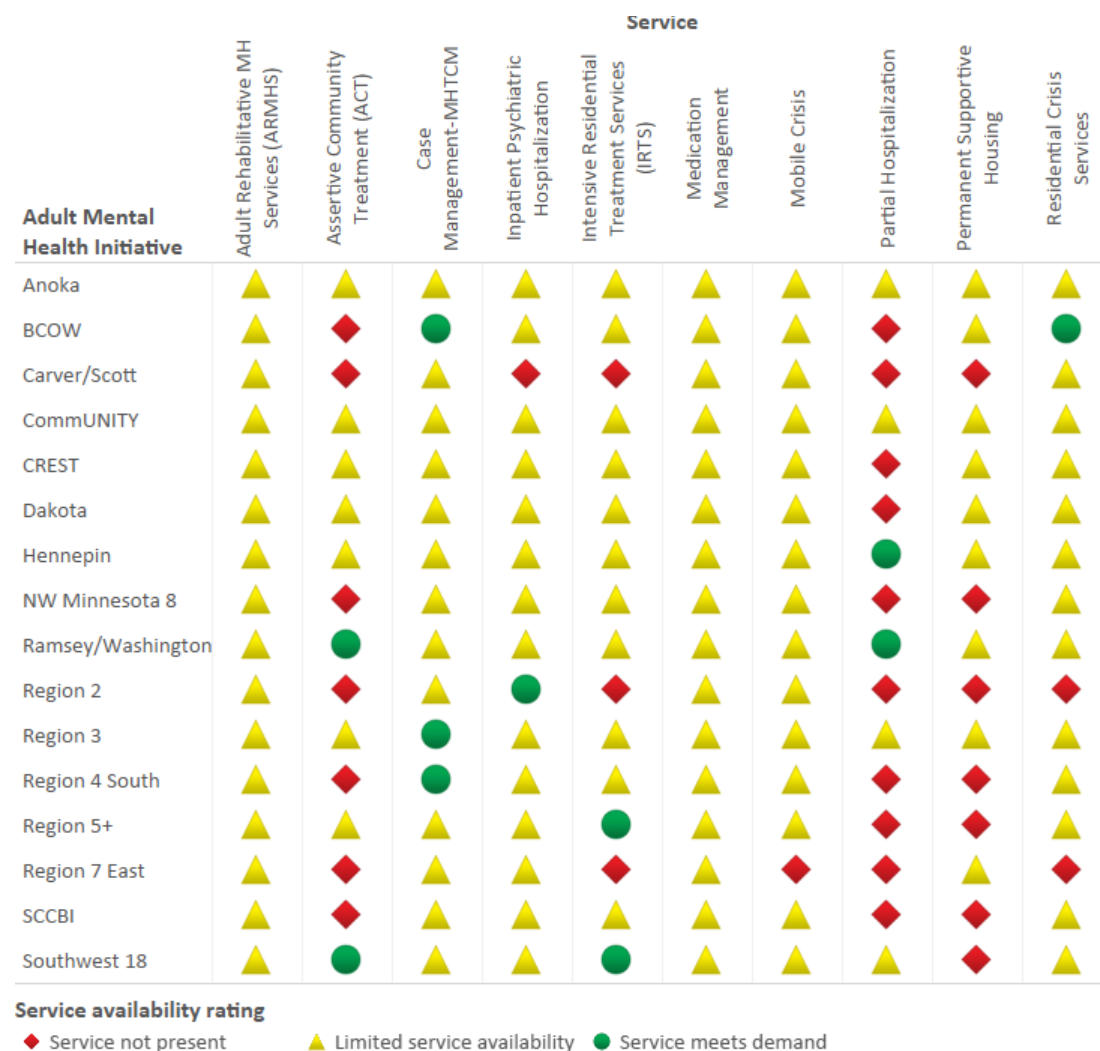 Service
Adult Mental
Health Initiative
Adult Rehabilitative MH
Services (ARMHS)
Assertive Community
Treatment (ACT)
Case
Management-MHTCM
Inpatient Psychiatric
Hospitalization
Intensive Residential
Treatment Services
(IRTS)
Medication
Management
Mobile Crisis
Partial Hospitalization
Permanent Supportive
Housing
Residential Crisis
Services
Anoka
BCOW
Carver/Scott
CommUNITY
CREST
Dakota
Hennepin
NW Minnesota 8
Ramsey/Washington
Region 2
Region 3
Region 4 South
Region 5+
Region 7 East
SCCBI
Southwest 18
Service availability rating
Service not present
Limited service availability
Service meets demand